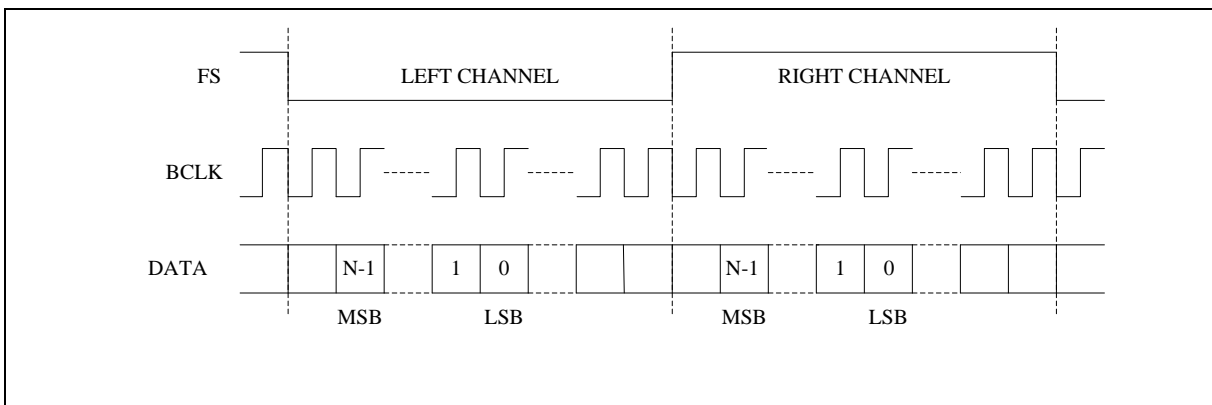 FS
LEFT CHANNEL
RIGHT CHANNEL
BCLK
DATA
N-1
1
0
N-1
1
0
MSB
LSB
MSB
LSB